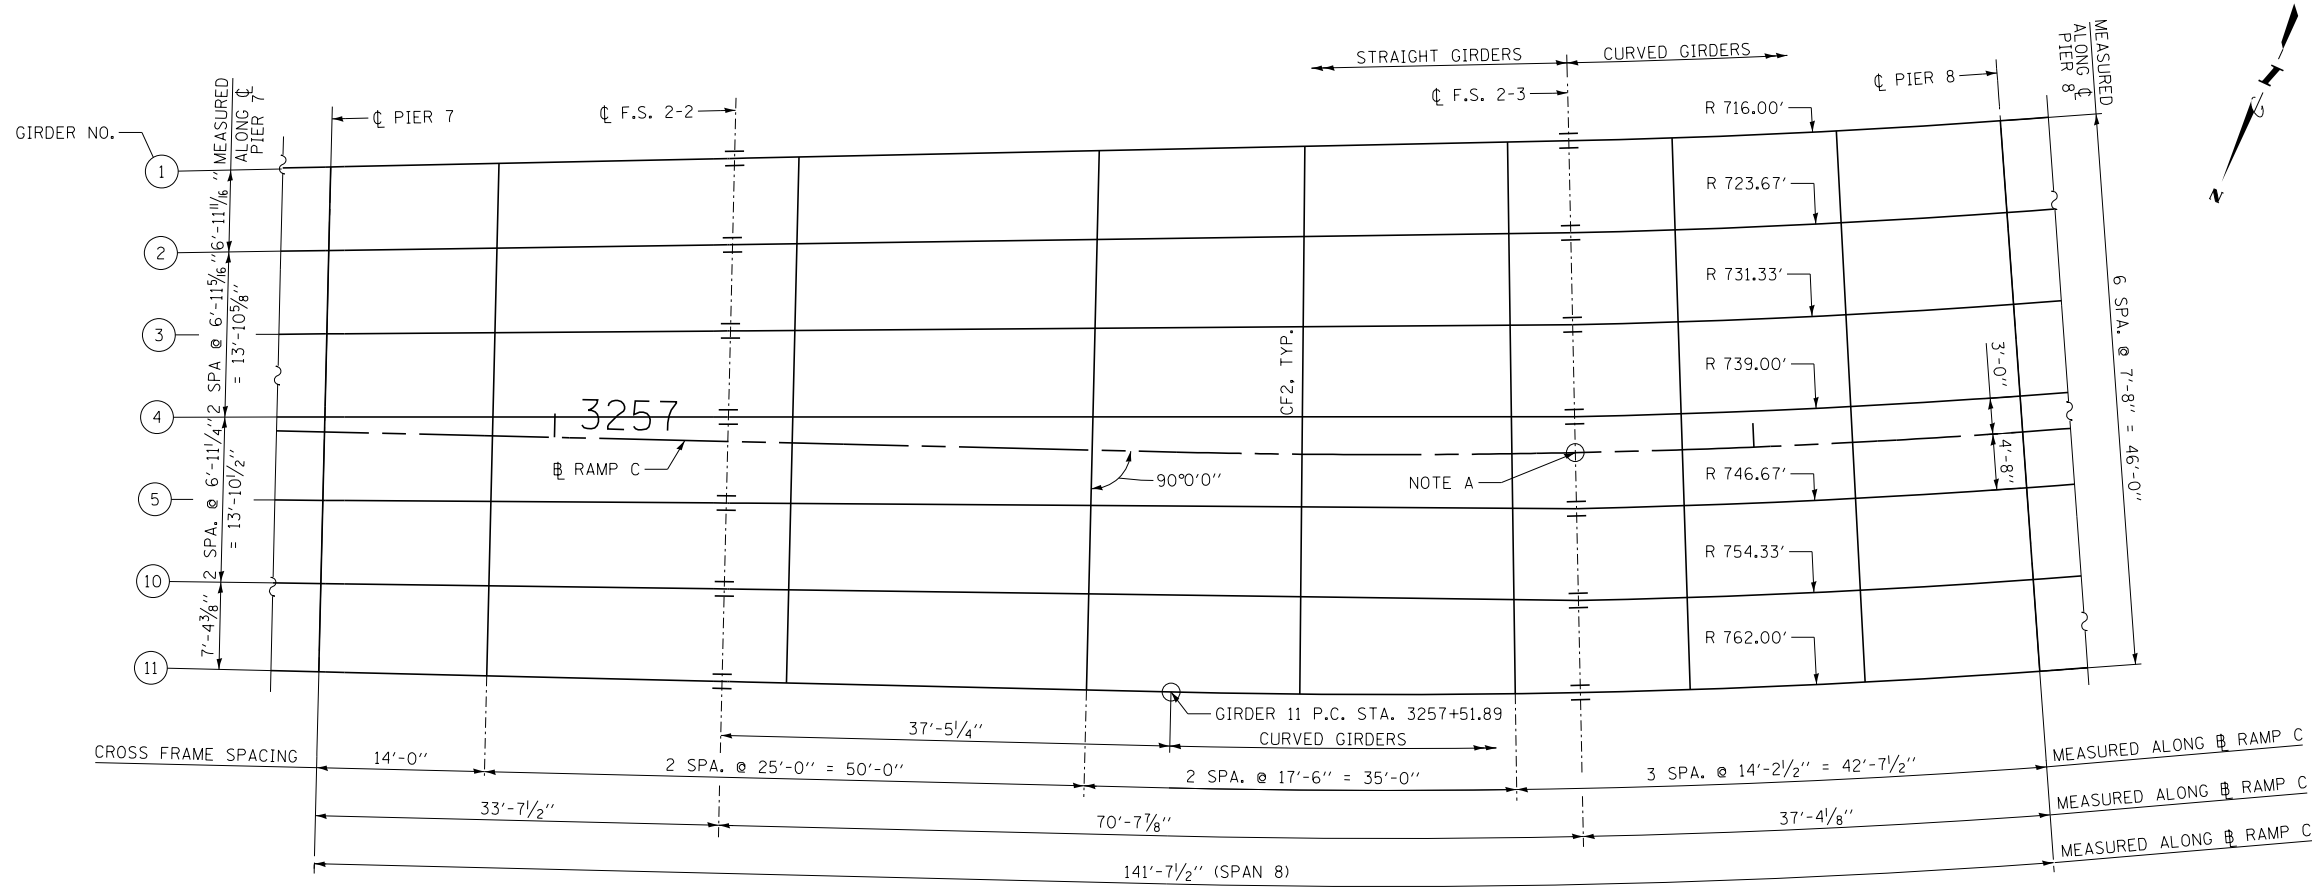 STRAIGHT GIRDERS
CURVED GIRDERS
MEASURED
ALONG ℄
PIER 8
℄ PIER 8
℄ F.S. 2-3
℄ F.S. 2-2
℄ PIER 7
MEASURED
ALONG ℄
PIER 7
GIRDER NO.
1
2
3
4
5
10
11
6'-11 11/16"
2 SPA @ 6'-11 5/16"
= 13'-10 5/8"
2 SPA. @ 6'-11 1/4"
= 13'-10 1/2"
7'-4 3/8"
R 716.00'
R 723.67'
R 731.33'
R 739.00'
R 746.67'
R 754.33'
R 762.00'
6 SPA. @ 7'-8" = 46'-0"
3'-0"
4'-8"
CF2, TYP.
3257
℄ RAMP C
90°0'0"
NOTE A
GIRDER 11 P.C. STA. 3257+51.89
CURVED GIRDERS
37'-5 1/4"
CROSS FRAME SPACING
14'-0"
2 SPA. @ 25'-0" = 50'-0"
2 SPA. @ 17'-6" = 35'-0"
3 SPA. @ 14'-2 1/2" = 42'-7 1/2"
MEASURED ALONG ℄ RAMP C
33'-7 1/2"
70'-7 7/8"
37'-4 1/8"
MEASURED ALONG ℄ RAMP C
141'-7 1/2" (SPAN 8)
MEASURED ALONG ℄ RAMP C
N